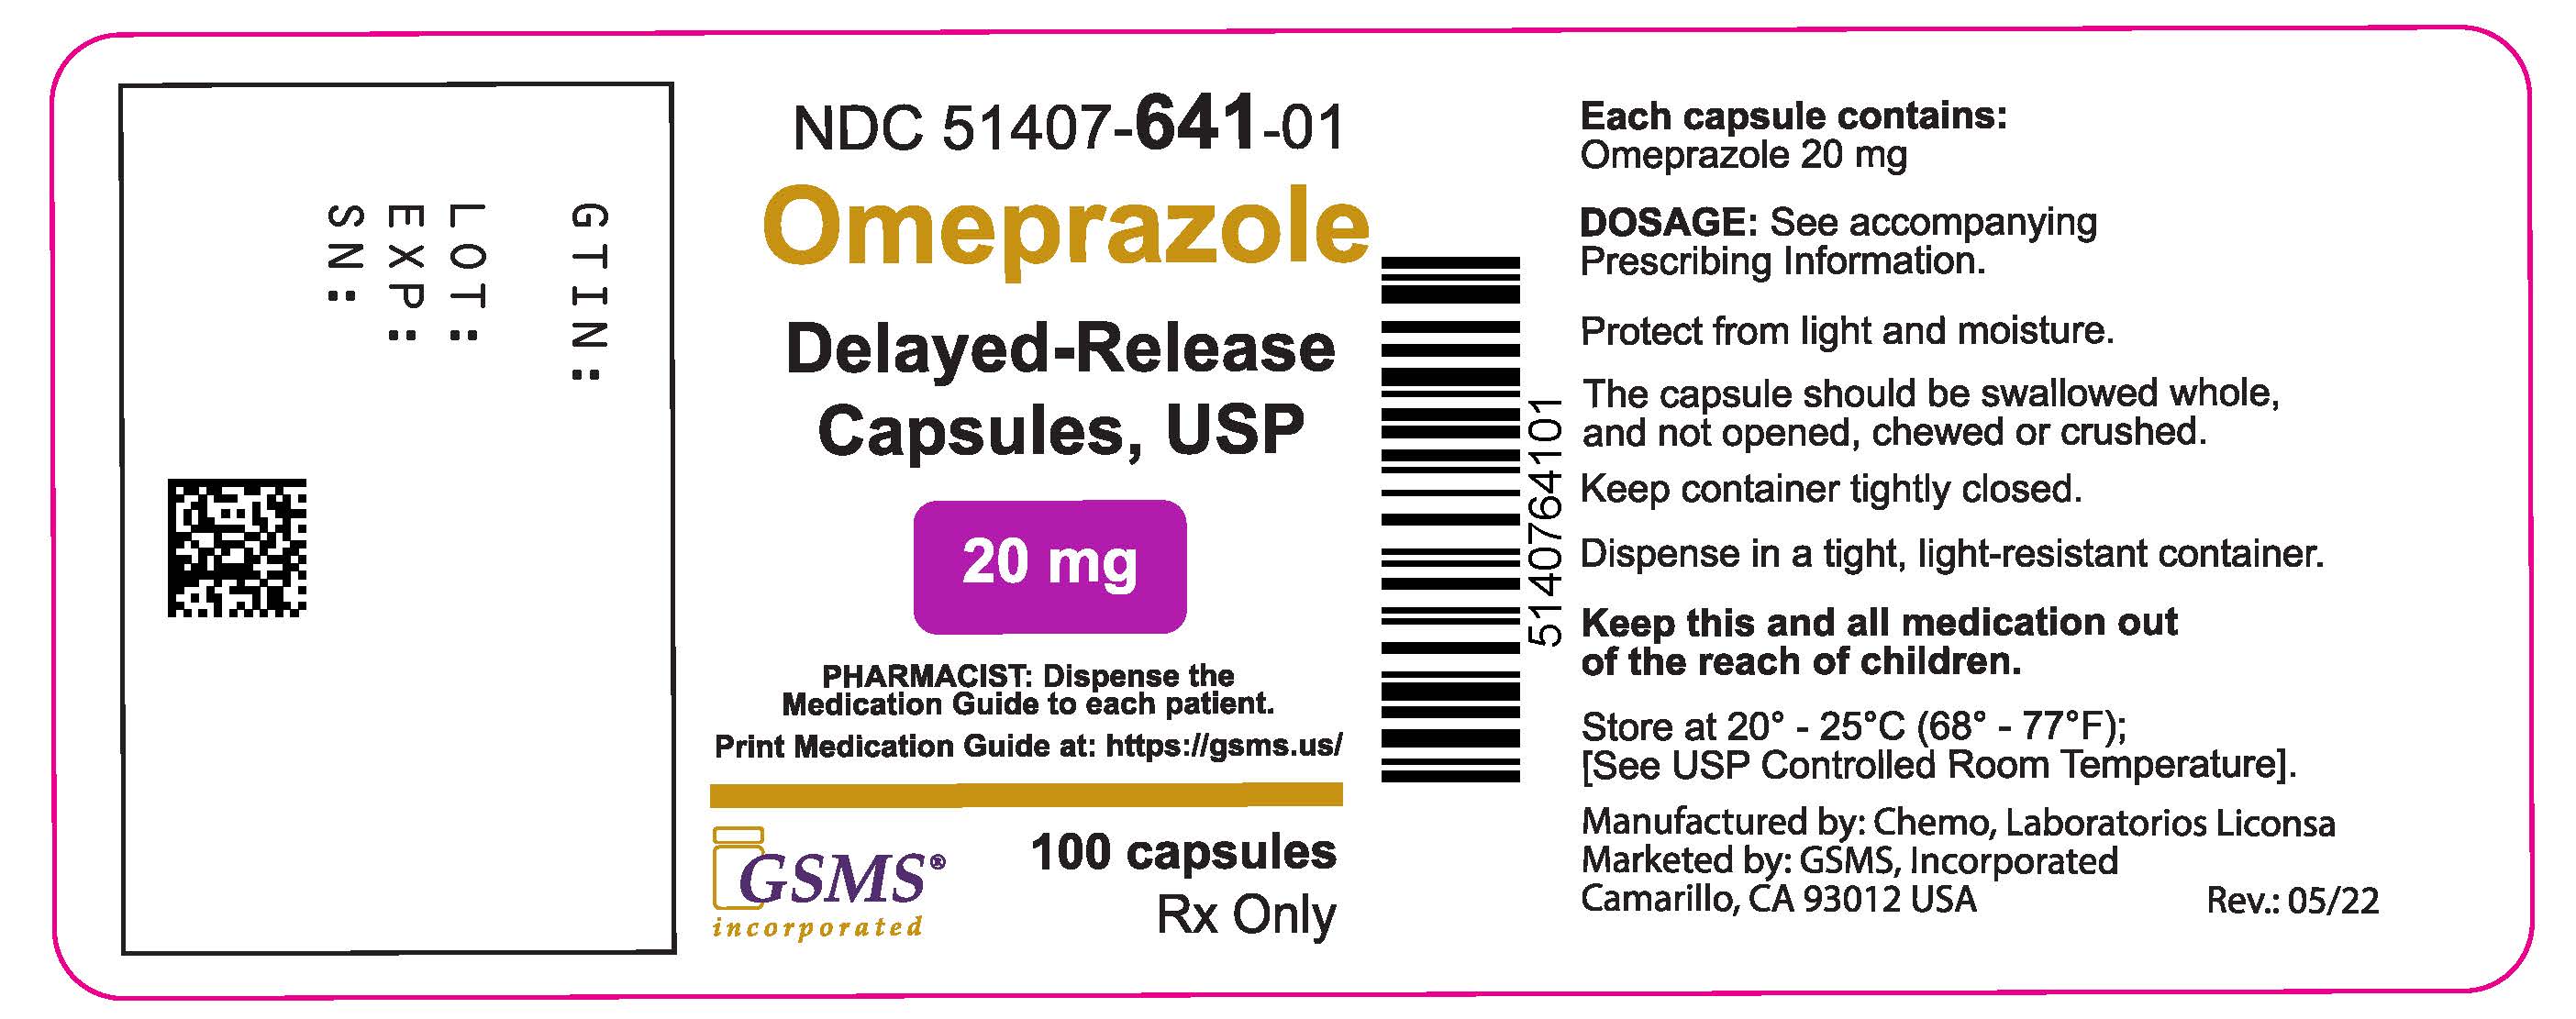 GTIN:
LOT:
EXP:
SN:
NDC 51407-641-01
Omeprazole
Delayed-Release
Capsules, USP
20 mg
PHARMACIST: Dispense the
Medication Guide to each patient.
Print Medication Guide at: https://gsms.us/
GSMS®
incorporated
100 capsules
Rx Only
5140764101
Each capsule contains:
Omeprazole 20 mg
DOSAGE: See accompanying
Prescribing Information.
Protect from light and moisture.
The capsule should be swallowed whole,
and not opened, chewed or crushed.
Keep container tightly closed.
Dispense in a tight, light-resistant container.
Keep this and all medication out
of the reach of children.
Store at 20° - 25°C (68° - 77°F);
[See USP Controlled Room Temperature].
Manufactured by: Chemo, Laboratorios Liconsa
Marketed by: GSMS, Incorporated
Camarillo, CA 93012 USA Rev.: 05/22